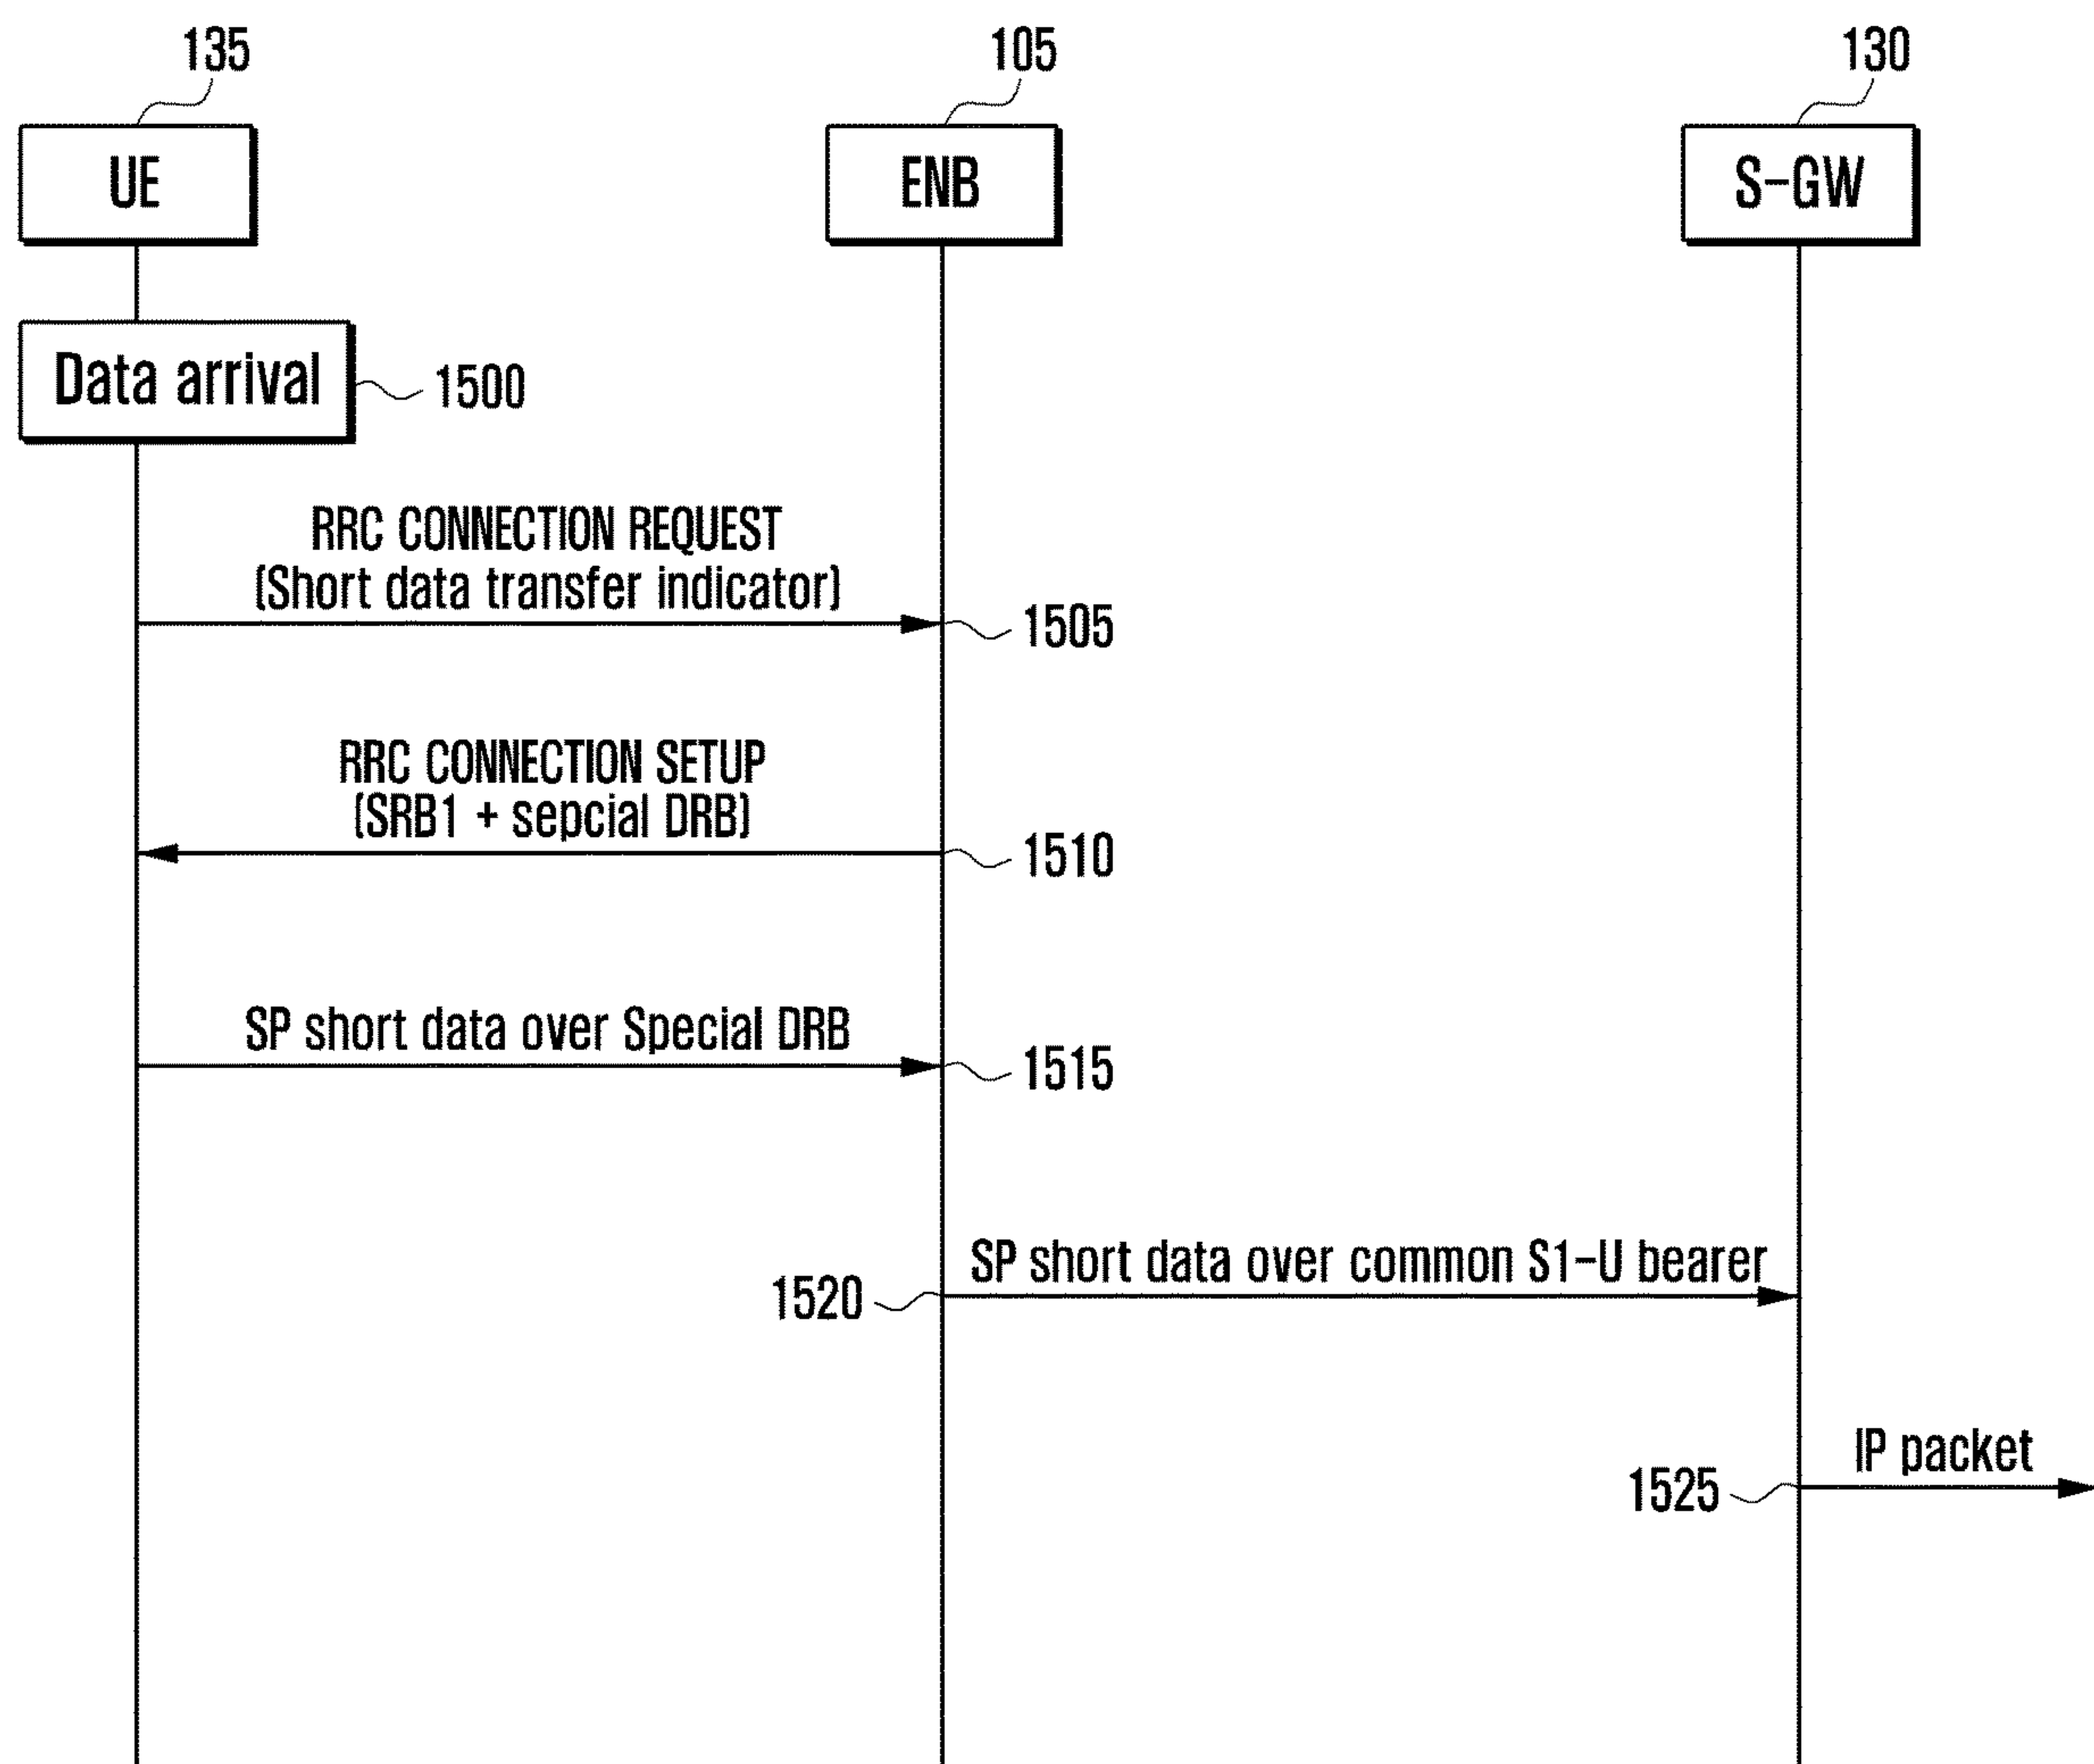 135
105
130
UE
ENB
S-GW
Data arrival
1500
RRC CONNECTION REQUEST
(Short data transfer indicator)
1505
RRC CONNECTION SETUP
(SRB1 + sepcial DRB)
1510
SP short data over Special DRB
1515
SP short data over common S1-U bearer
1520
IP packet
1525